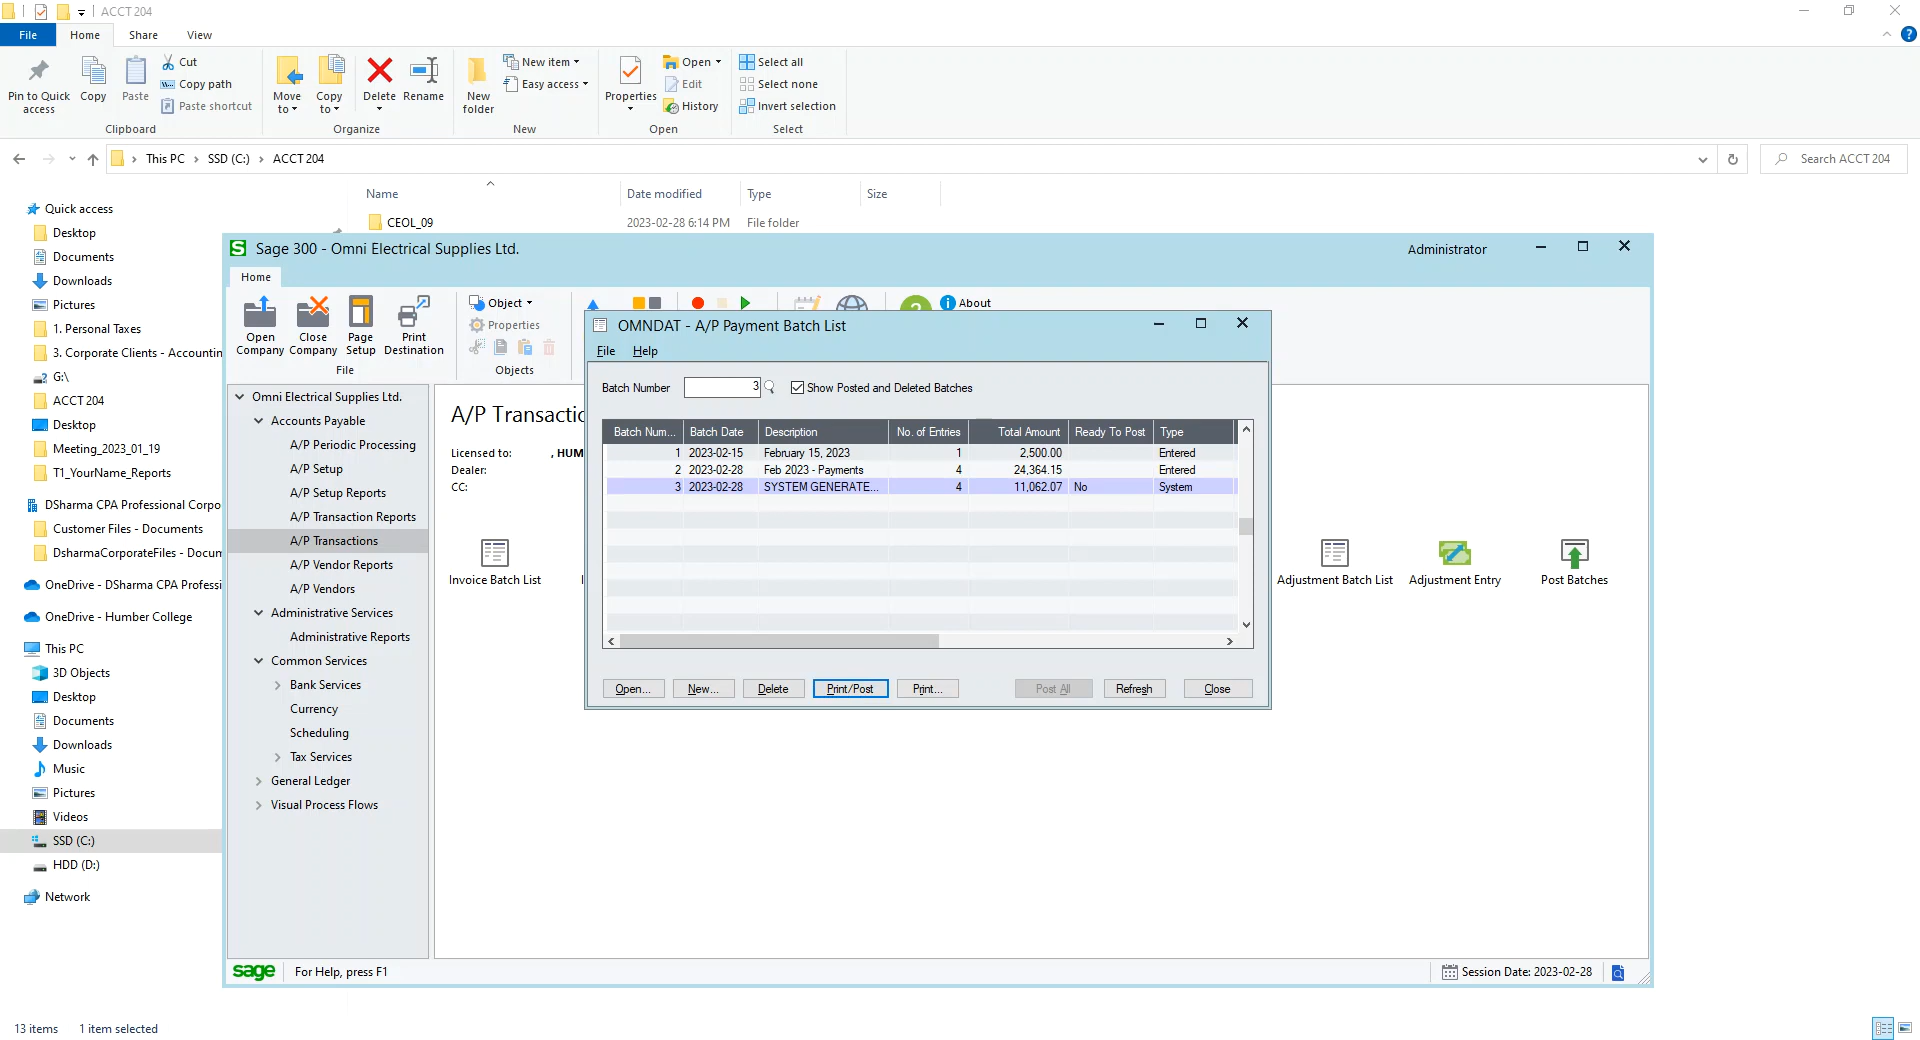 ACCT 204
File Home Share View
Pin to Quick access
Copy
Paste
Cut
Copy path
Paste shortcut
Clipboard
Move to
Copy to
Delete
Rename
Organize
New folder
New item
Easy access
New
Properties
Open
Edit
History
Open
Select all
Select none
Invert selection
Select
This PC › SSD (C:) › ACCT 204
Search ACCT 204
Name Date modified Type Size
CEOL_09 2023-02-28 6:14 PM File folder
Quick access
Desktop
Documents
Downloads
Pictures
1. Personal Taxes
3. Corporate Clients - Accountin
G:\
ACCT 204
Desktop
Meeting_2023_01_19
T1_YourName_Reports
DSharma CPA Professional Corpo
Customer Files - Documents
DsharmaCorporateFiles - Docum
OneDrive - DSharma CPA Professi
OneDrive - Humber College
This PC
3D Objects
Desktop
Documents
Downloads
Music
Pictures
Videos
SSD (C:)
HDD (D:)
Network
13 items 1 item selected
Sage 300 - Omni Electrical Supplies Ltd.
Administrator
Home
Open Company
Close Company
Page Setup
Print Destination
File
Object
Properties
Objects
About
Omni Electrical Supplies Ltd.
Accounts Payable
A/P Periodic Processing
A/P Setup
A/P Setup Reports
A/P Transaction Reports
A/P Transactions
A/P Vendor Reports
A/P Vendors
Administrative Services
Administrative Reports
Common Services
Bank Services
Currency
Scheduling
Tax Services
General Ledger
Visual Process Flows
A/P Transactio
Licensed to: , HUM
Dealer:
CC:
Invoice Batch List
Adjustment Batch List
Adjustment Entry
Post Batches
OMNDAT - A/P Payment Batch List
File Help
Batch Number 3 Show Posted and Deleted Batches
Batch Num... Batch Date Description No. of Entries Total Amount Ready To Post Type
1 2023-02-15 February 15, 2023 1 2,500.00 Entered
2 2023-02-28 Feb 2023 - Payments 4 24,364.15 Entered
3 2023-02-28 SYSTEM GENERATE... 4 11,062.07 No System
Open... New... Delete Print/Post Print... Post All Refresh Close
sage For Help, press F1
Session Date: 2023-02-28